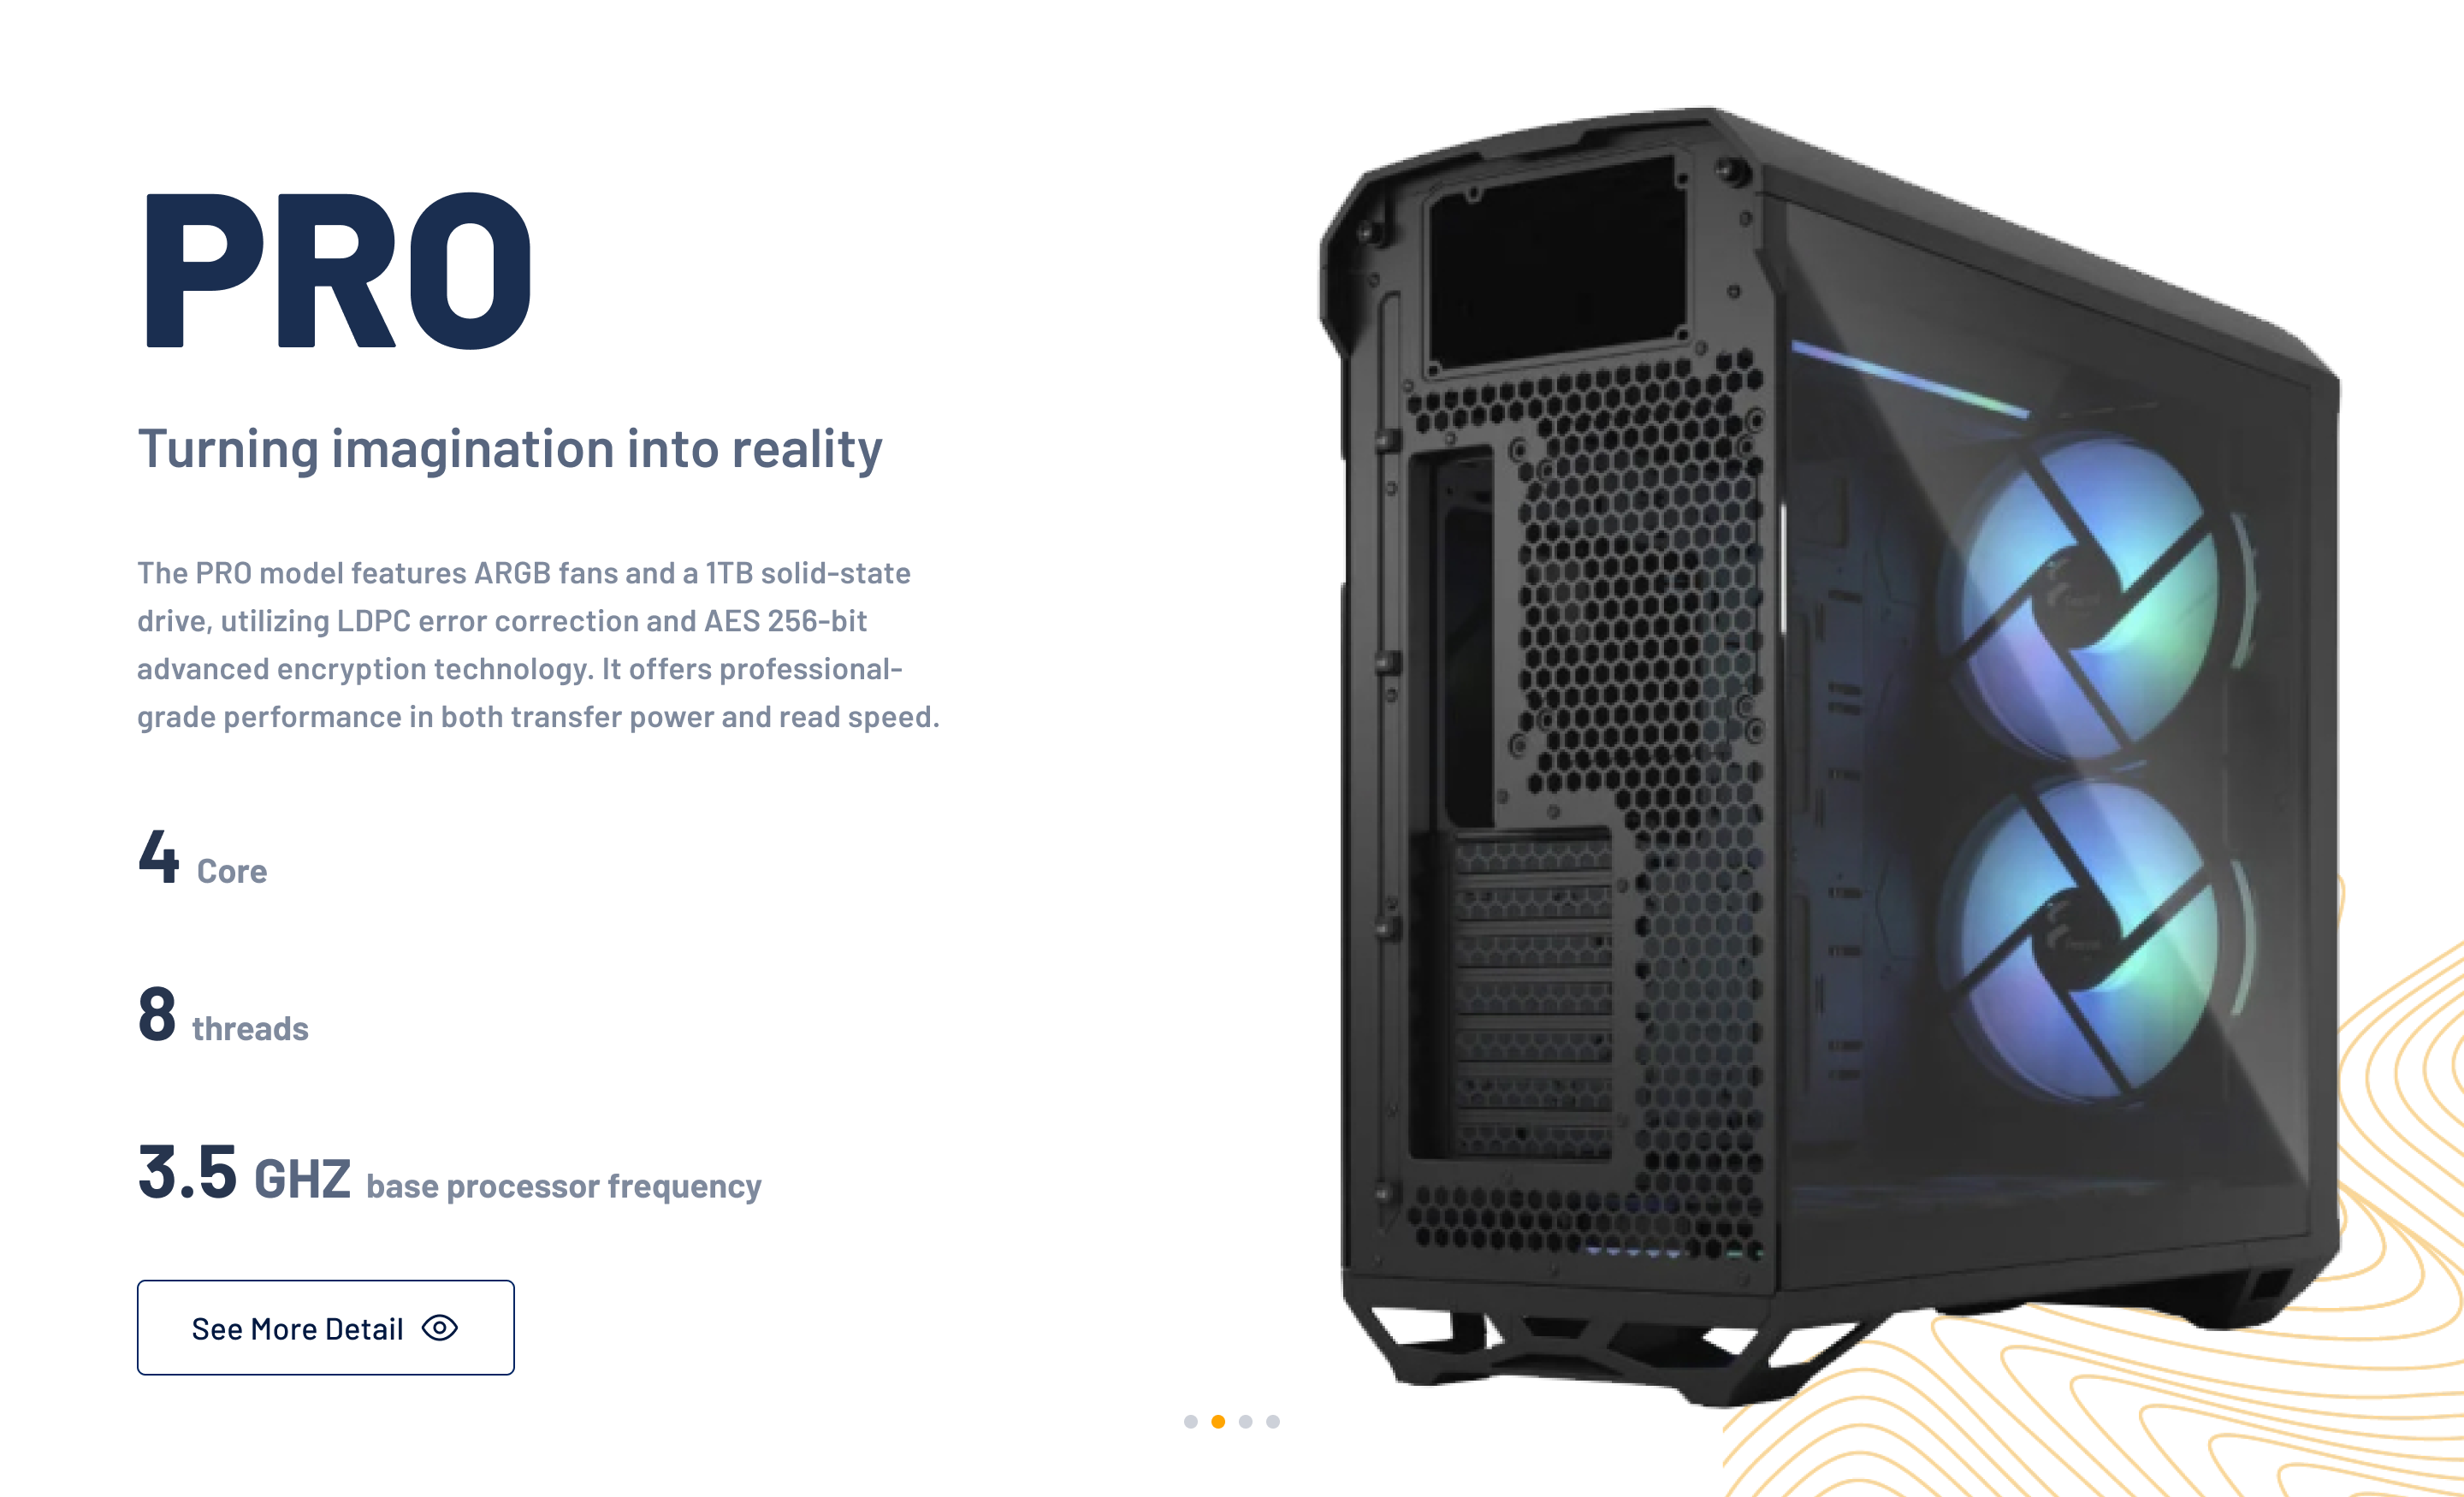 PRO
Turning imagination into reality
The PRO model features ARGB fans and a 1TB solid-state
drive, utilizing LDPC error correction and AES 256-bit
advanced encryption technology. It offers professional-
grade performance in both transfer power and read speed.
4 Core
8 threads
3.5 GHZ base processor frequency
See More Detail